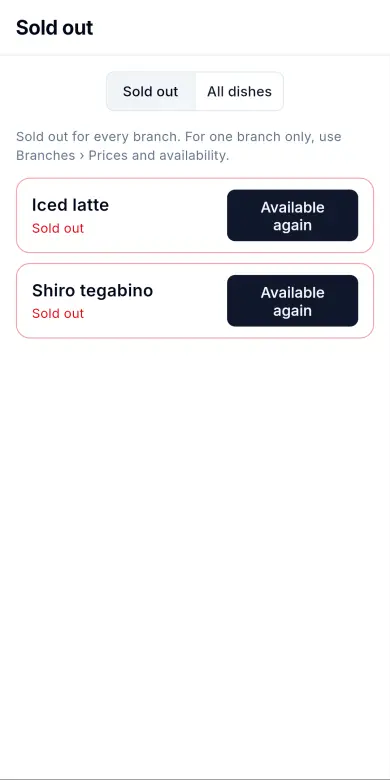 Sold out
Sold out
All dishes
Sold out for every branch. For one branch only, use
Branches › Prices and availability.
Iced latte
Sold out
Available
again
Shiro tegabino
Sold out
Available
again